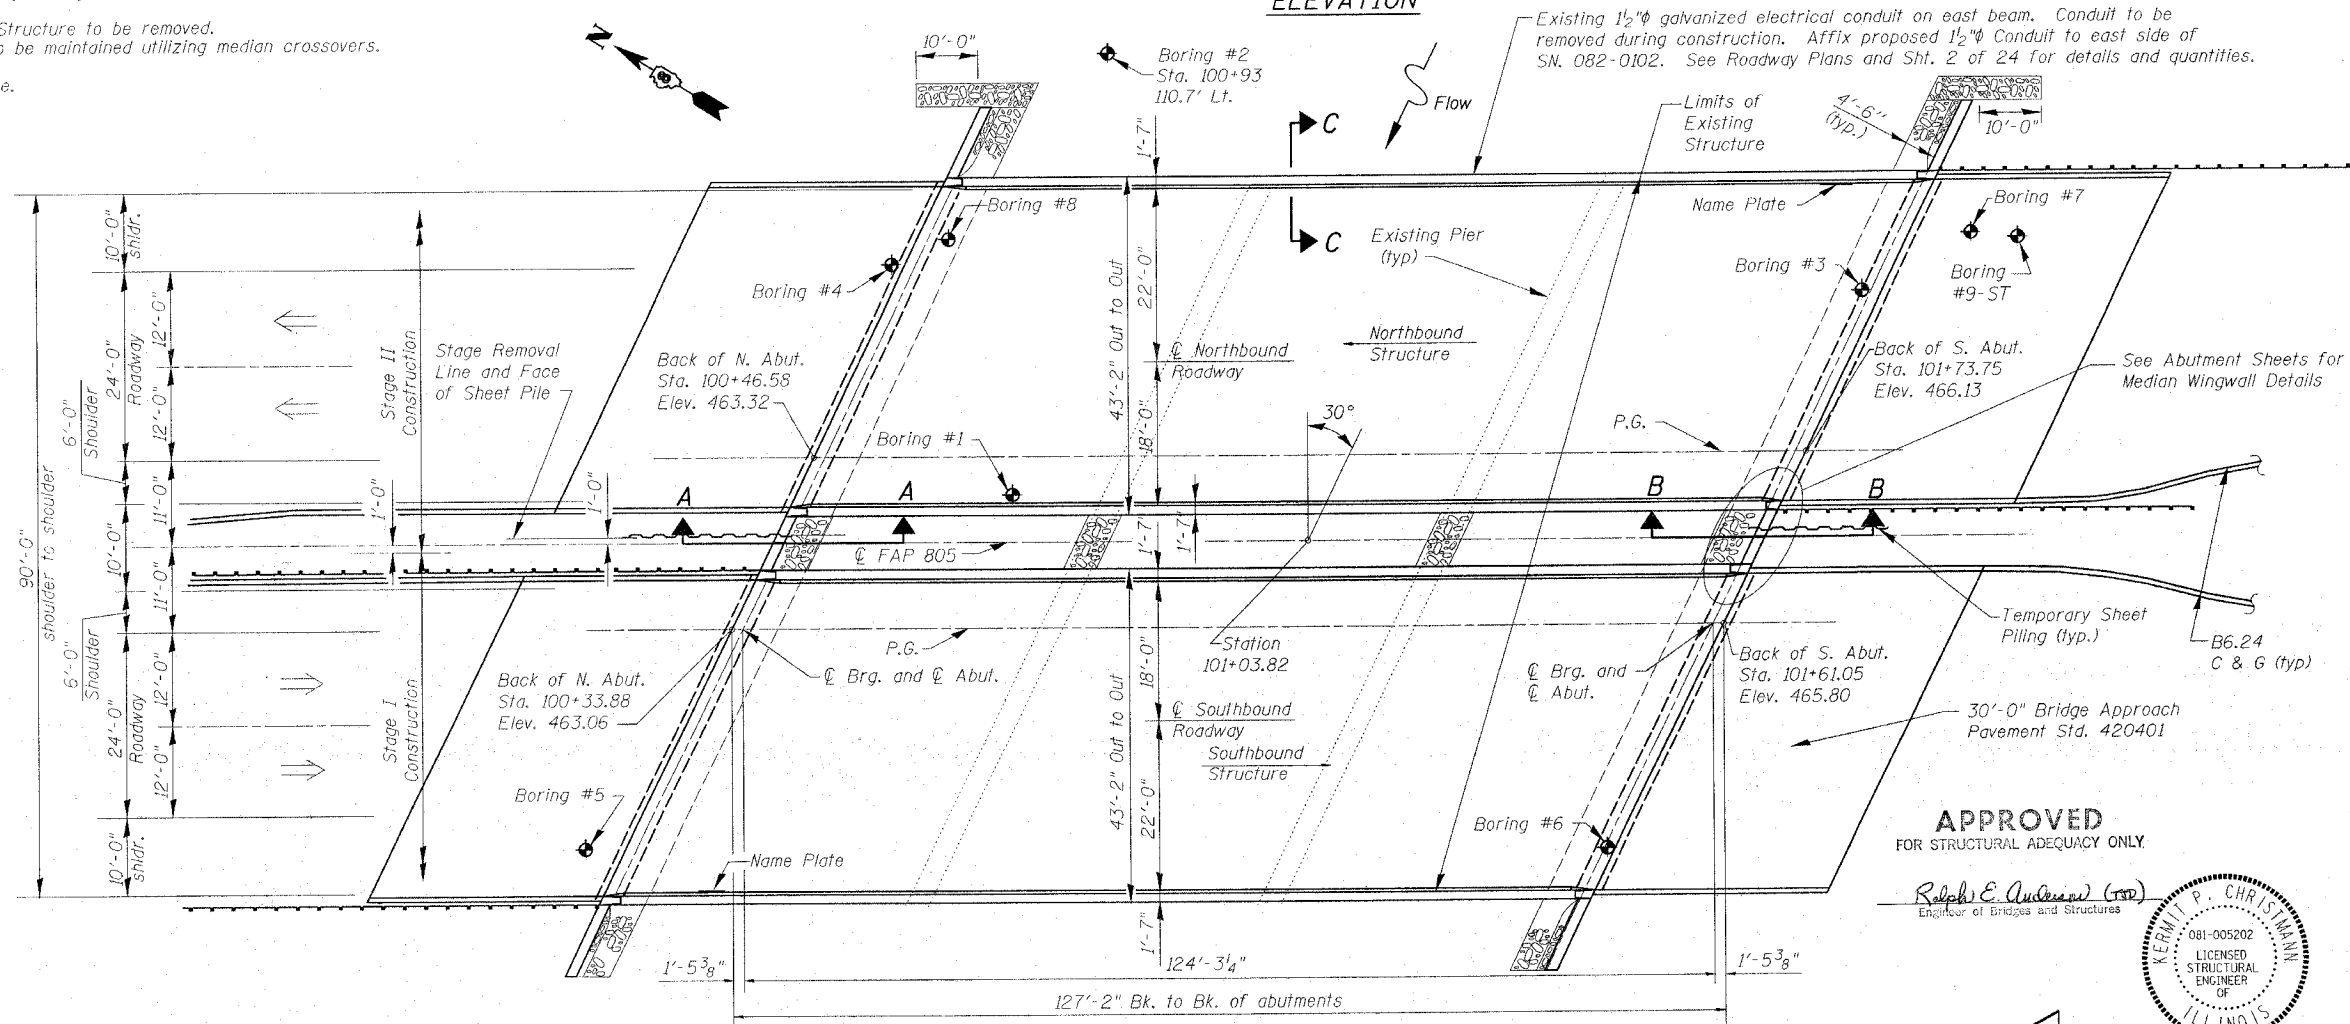 ELEVATION
Structure to be removed.
be maintained utilizing median crossovers.
e.
N
10'-0"
Boring #2
Sta. 100+93
110.7' Lt.
Flow
C
C
Existing 1½"φ galvanized electrical conduit on east beam. Conduit to be
removed during construction. Affix proposed 1½"φ Conduit to east side of
SN. 082-0102. See Roadway Plans and Sht. 2 of 24 for details and quantities.
Limits of
Existing
Structure
4'-6"
(typ.)
10'-0"
1'-7"
Name Plate
Boring #8
Boring #7
Boring
#9-ST
Boring #3
Existing Pier
(typ)
Boring #4
10'-0"
shldr.
12'-0"
24'-0"
Roadway
12'-0"
6'-0"
Shoulder
Stage II
Construction
Stage Removal
Line and Face
of Sheet Pile
Back of N. Abut.
Sta. 100+46.58
Elev. 463.32
43'-2" Out to Out
22'-0"
℄ Northbound
Roadway
Northbound
Structure
18'-0"
30°
P.G.
Back of S. Abut.
Sta. 101+73.75
Elev. 466.13
See Abutment Sheets for
Median Wingwall Details
Boring #1
90'-0"
shoulder to shoulder
10'-0"
11'-0"
11'-0"
1'-0"
1'-0"
A
A
℄ FAP 805
1'-7"
1'-7"
B
B
Station
101+03.82
P.G.
Temporary Sheet
Piling (typ.)
B6.24
C & G (typ)
6'-0"
Shoulder
12'-0"
24'-0"
Roadway
12'-0"
10'-0"
shldr.
Stage I
Construction
Back of N. Abut.
Sta. 100+33.88
Elev. 463.06
℄ Brg. and ℄ Abut.
43'-2" Out to Out
18'-0"
℄ Southbound
Roadway
Southbound
Structure
22'-0"
℄ Brg. and
℄ Abut.
Back of S. Abut.
Sta. 101+61.05
Elev. 465.80
30'-0" Bridge Approach
Pavement Std. 420401
Boring #5
Boring #6
Name Plate
1'-7"
1'-5⅜"
124'-3¼"
1'-5⅜"
127'-2" Bk. to Bk. of abutments
APPROVED
FOR STRUCTURAL ADEQUACY ONLY
Ralph E. Anderson
Engineer of Bridges and Structures
KERMIT P. CHRISTMANN
081-005202
LICENSED
STRUCTURAL
ENGINEER
OF
ILLINOIS